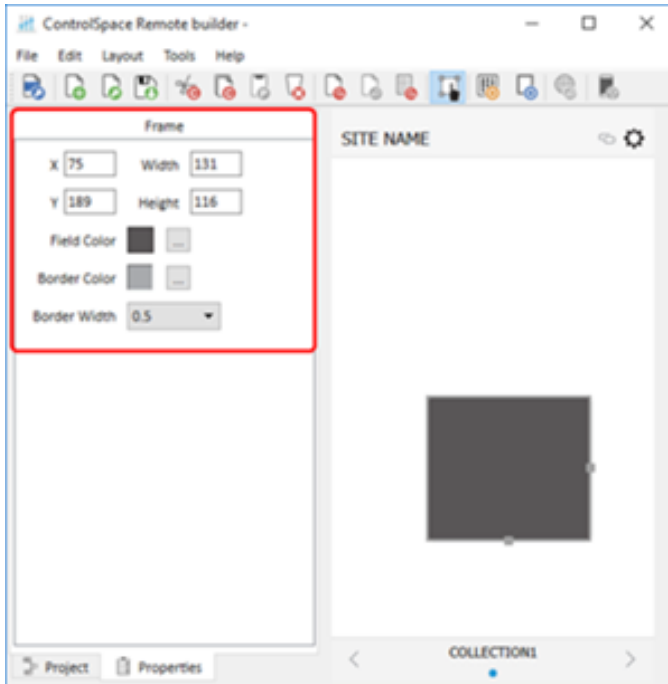 ControlSpace Remote builder -
File Edit Layout Tools Help
Frame
X 75 Width 131
Y 189 Height 116
Field Color ...
Border Color ...
Border Width 0.5
SITE NAME
COLLECTION1
Project Properties